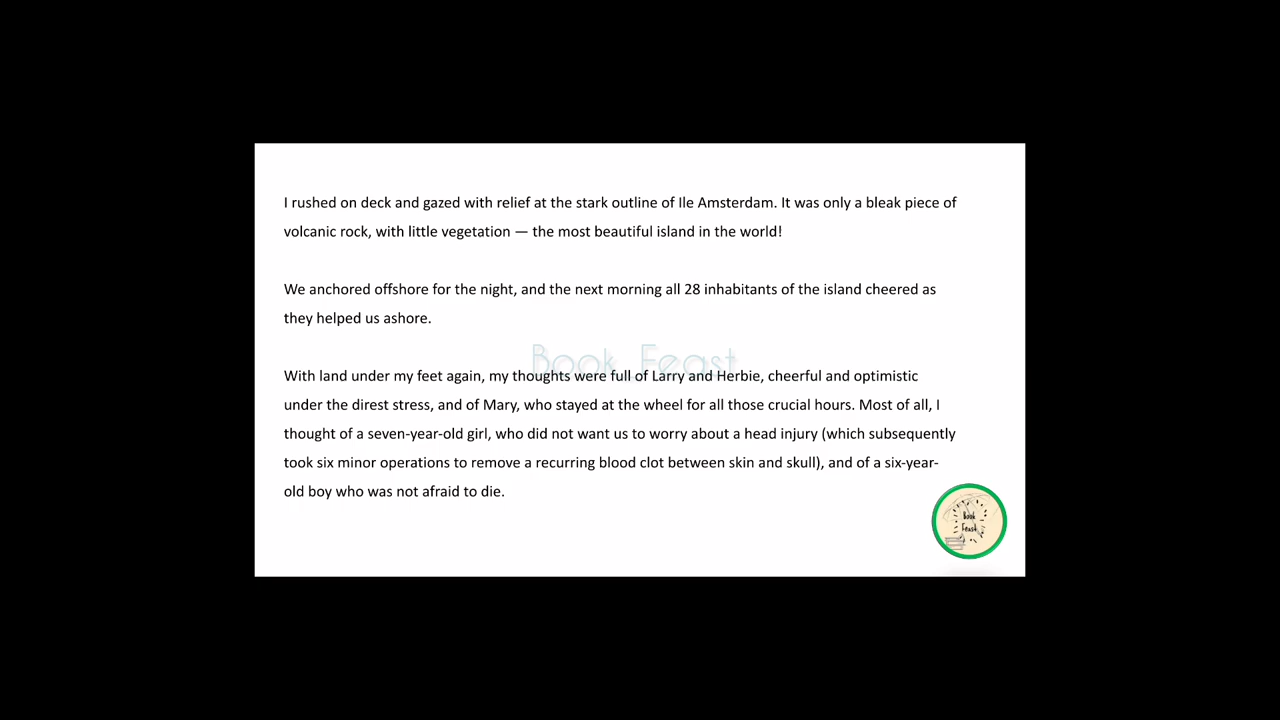 I rushed on deck and gazed with relief at the stark outline of Ile Amsterdam. It was only a bleak piece of
volcanic rock, with little vegetation — the most beautiful island in the world!
We anchored offshore for the night, and the next morning all 28 inhabitants of the island cheered as
they helped us ashore.
Book Feast
With land under my feet again, my thoughts were full of Larry and Herbie, cheerful and optimistic
under the direst stress, and of Mary, who stayed at the wheel for all those crucial hours. Most of all, I
thought of a seven-year-old girl, who did not want us to worry about a head injury (which subsequently
took six minor operations to remove a recurring blood clot between skin and skull), and of a six-year-
old boy who was not afraid to die.
Book
Feast